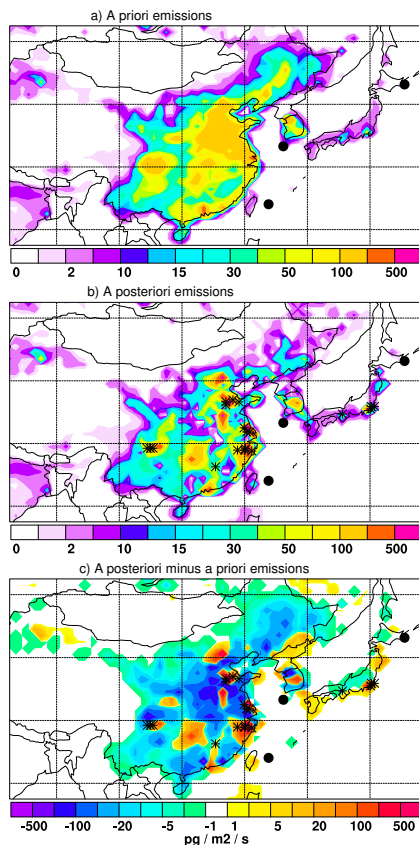 a) A priori emissions
0 2 10 15 30 50 100 500
b) A posteriori emissions
0 2 10 15 30 50 100 500
c) A posteriori minus a priori emissions
-500 -100 -20 -5 -1 1 5 20 100 500
pg / m2 / s